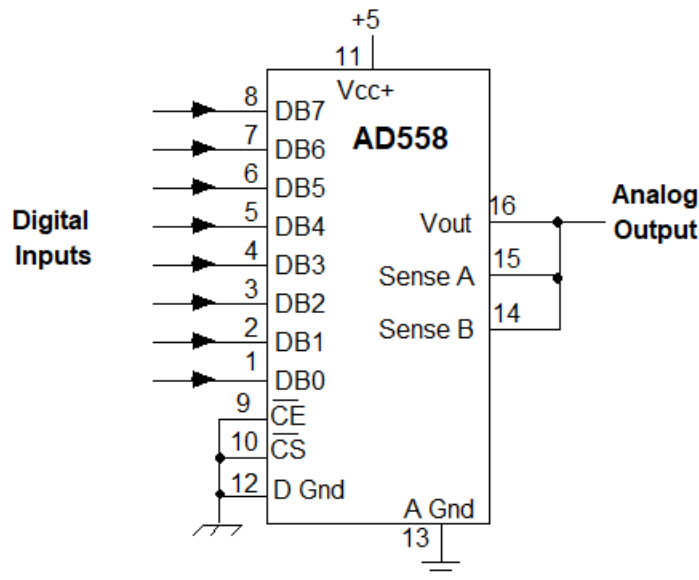 +5
11
Vcc+
AD558
8 DB7
7 DB6
6 DB5
5 DB4
4 DB3
3 DB2
2 DB1
1 DB0
9 CE
10 CS
12 D Gnd
Digital
Inputs
Vout 16
Sense A 15
Sense B 14
Analog
Output
A Gnd
13